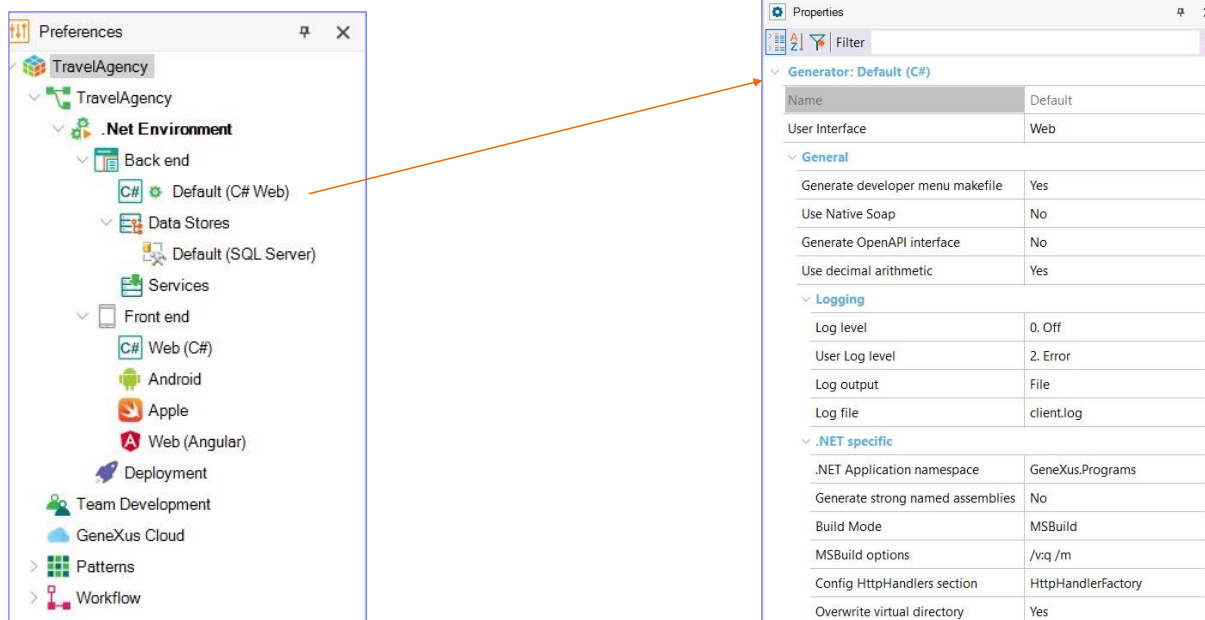 Preferences
TravelAgency
TravelAgency
.Net Environment
Back end
C# Default (C# Web)
Data Stores
Default (SQL Server)
Services
Front end
C# Web (C#)
Android
Apple
Web (Angular)
Deployment
Team Development
GeneXus Cloud
Patterns
Workflow
Properties
Filter
Generator: Default (C#)
Name Default
User Interface Web
General
Generate developer menu makefile Yes
Use Native Soap No
Generate OpenAPI interface No
Use decimal arithmetic Yes
Logging
Log level 0. Off
User Log level 2. Error
Log output File
Log file client.log
.NET specific
.NET Application namespace GeneXus.Programs
Generate strong named assemblies No
Build Mode MSBuild
MSBuild options /v:q /m
Config HttpHandlers section HttpHandlerFactory
Overwrite virtual directory Yes